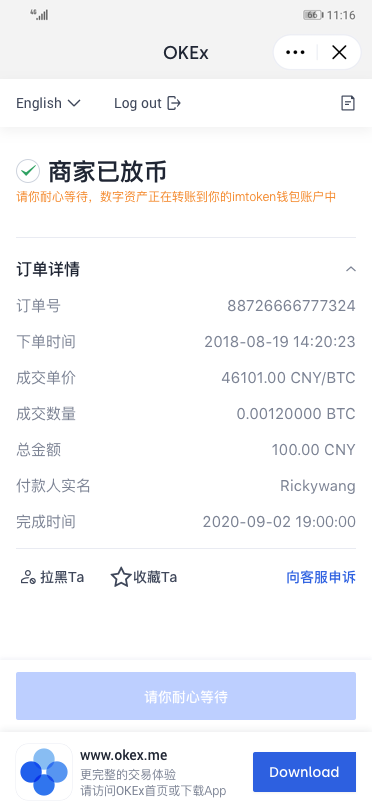 66 11:16
OKEx
English Log out
商家已放币
请你耐心等待，数字资产正在转账到你的imtoken钱包账户中
订单详情
订单号 88726666777324
下单时间 2018-08-19 14:20:23
成交单价 46101.00 CNY/BTC
成交数量 0.00120000 BTC
总金额 100.00 CNY
付款人实名 Rickywang
完成时间 2020-09-02 19:00:00
拉黑Ta 收藏Ta 向客服申诉
请你耐心等待
www.okex.me
更完整的交易体验
请访问OKEx首页或下载App
Download